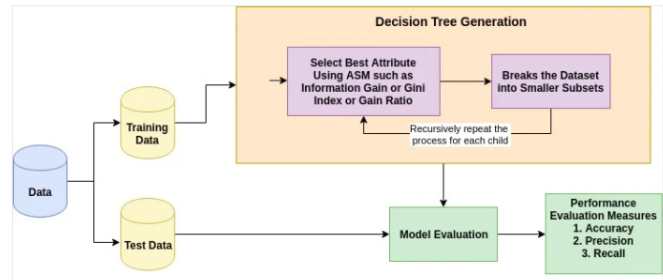 Decision Tree Generation
Select Best Attribute
Using ASM such as
Information Gain or Gini
Index or Gain Ratio
Breaks the Dataset
into Smaller Subsets
Recursively repeat the
process for each child
Training
Data
Data
Test Data
Model Evaluation
Performance
Evaluation Measures
1. Accuracy
2. Precision
3. Recall